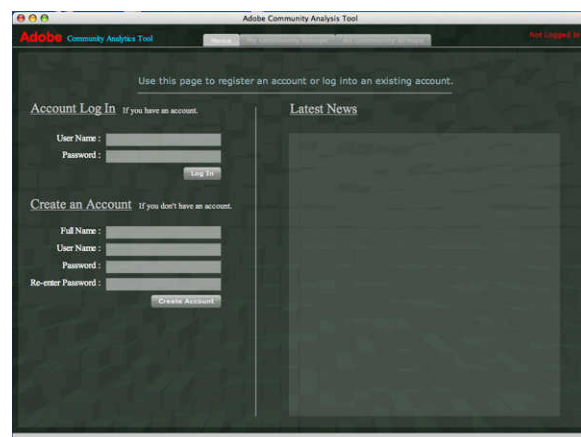 Adobe Community Analysis Tool
Adobe Community Analytics Tool
Home
Not Logged In
Use this page to register an account or log into an existing account.
Account Log In If you have an account.
User Name :
Password :
Log In
Create an Account If you don't have an account.
Full Name :
User Name :
Password :
Re-enter Password :
Create Account
Latest News